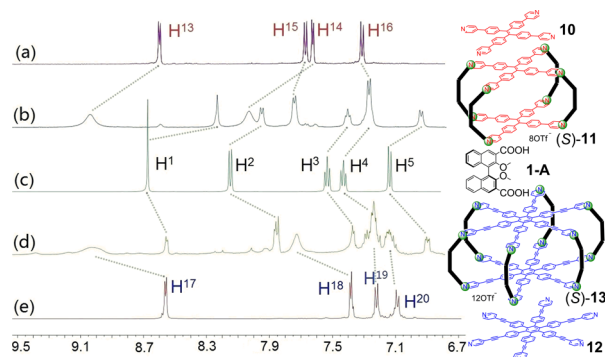 (a)
H13
H15
H14
H16
(b)
(c)
H1
H2
H3
H4
H5
(d)
(e)
H17
H18
H19
H20
9.5
9.1
8.7
8.3
7.9
7.5
7.1
6.7
10
8OTf-
(S)-11
COOH
O
O
COOH
1-A
12OTf-
(S)-13
12